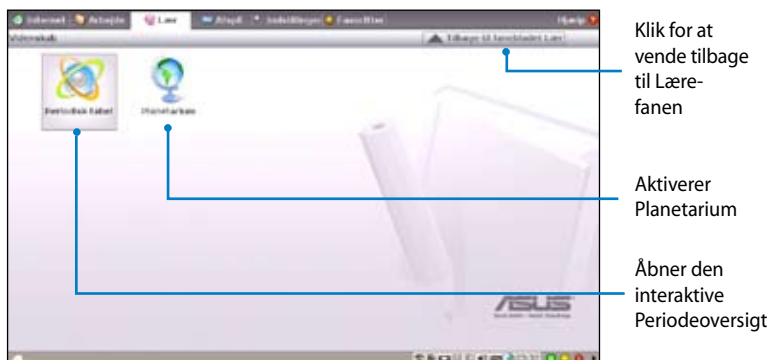 Internet
Arbejde
Lær
Afspil
Indstillinger
Favoritter
Hjælp
Videnskab
Tilbage til fanebladet Lær
Periodisk tabel
Planetarium
ASUS
Klik for at
vende tilbage
til Lære-
fanen
Aktiverer
Planetarium
Åbner den
interaktive
Periodeoversigt